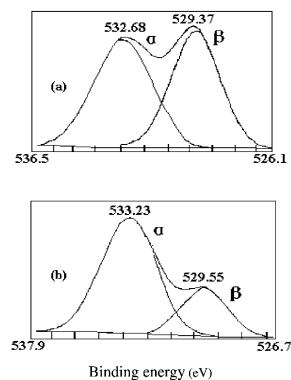 532.68
529.37
α
β
(a)
536.5
526.1
533.23
α
529.55
(b)
β
537.9
526.7
Binding energy (eV)